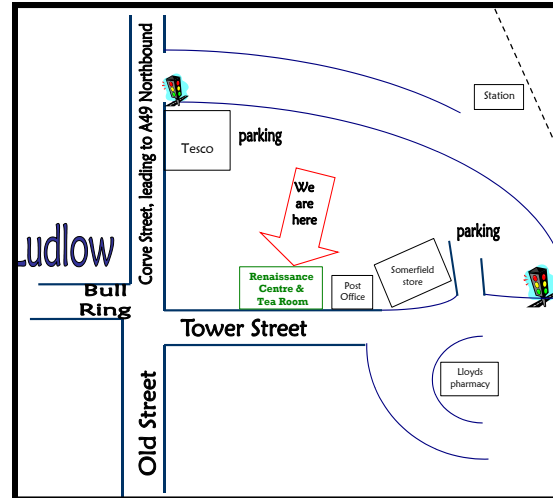 Corve Street, leading to A49 Northbound
Station
Tesco
parking
We
are
here
parking
Ludlow
Bull
Ring
Renaissance
Centre &
Tea Room
Post
Office
Somerfield
store
Tower Street
Lloyds
pharmacy
Old Street